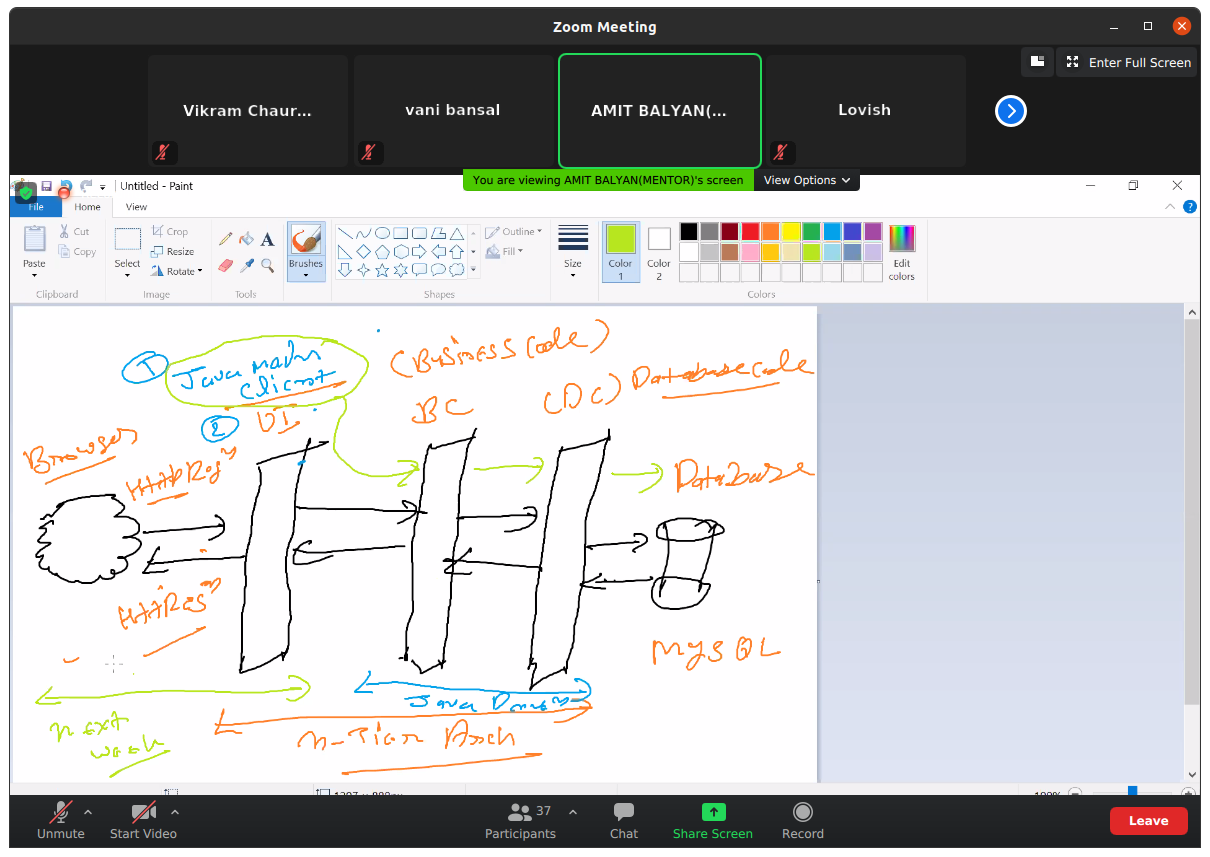 Zoom Meeting
Enter Full Screen
Vikram Chaur...
vani bansal
AMIT BALYAN(...
Lovish
You are viewing AMIT BALYAN(MENTOR)'s screen
View Options
Untitled - Paint
File
Home
View
Paste
Cut
Copy
Clipboard
Select
Crop
Resize
Rotate
Image
A
Tools
Brushes
Shapes
Outline
Fill
Size
Color 1
Color 2
Colors
Edit colors
1
Java main
Client
2
UI
(Business Code)
BC
(DC) Database Code
Browser
Database
MySQL
Java
n-Tier Arch
next
week
100%
Unmute
Start Video
Participants
37
Chat
Share Screen
Record
Leave